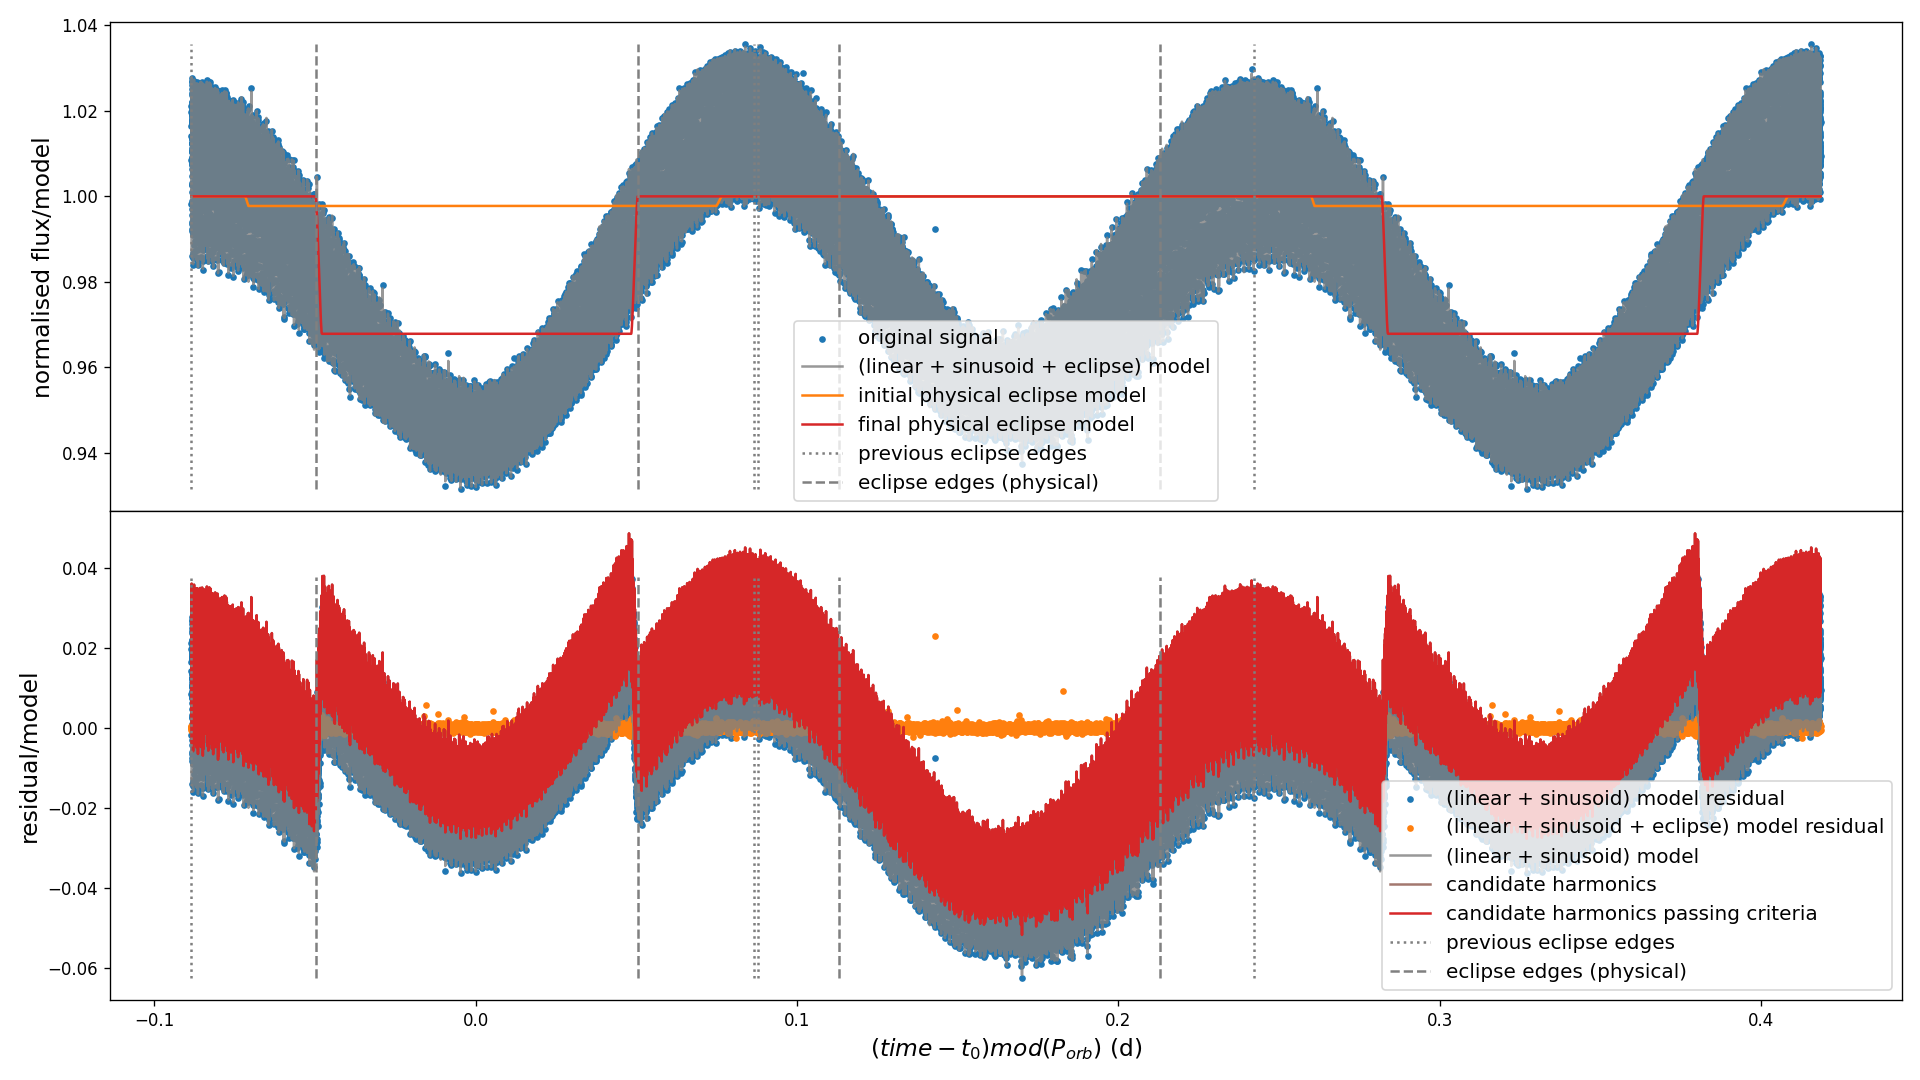 1.04
1.02
1.00
0.98
0.96
0.94
normalised flux/model
original signal
(linear + sinusoid + eclipse) model
initial physical eclipse model
final physical eclipse model
previous eclipse edges
eclipse edges (physical)
0.04
0.02
0.00
−0.02
−0.04
−0.06
residual/model
(linear + sinusoid) model residual
(linear + sinusoid + eclipse) model residual
(linear + sinusoid) model
candidate harmonics
candidate harmonics passing criteria
previous eclipse edges
eclipse edges (physical)
−0.1 0.0 0.1 0.2 0.3 0.4
(time − t₀)mod(P_orb) (d)